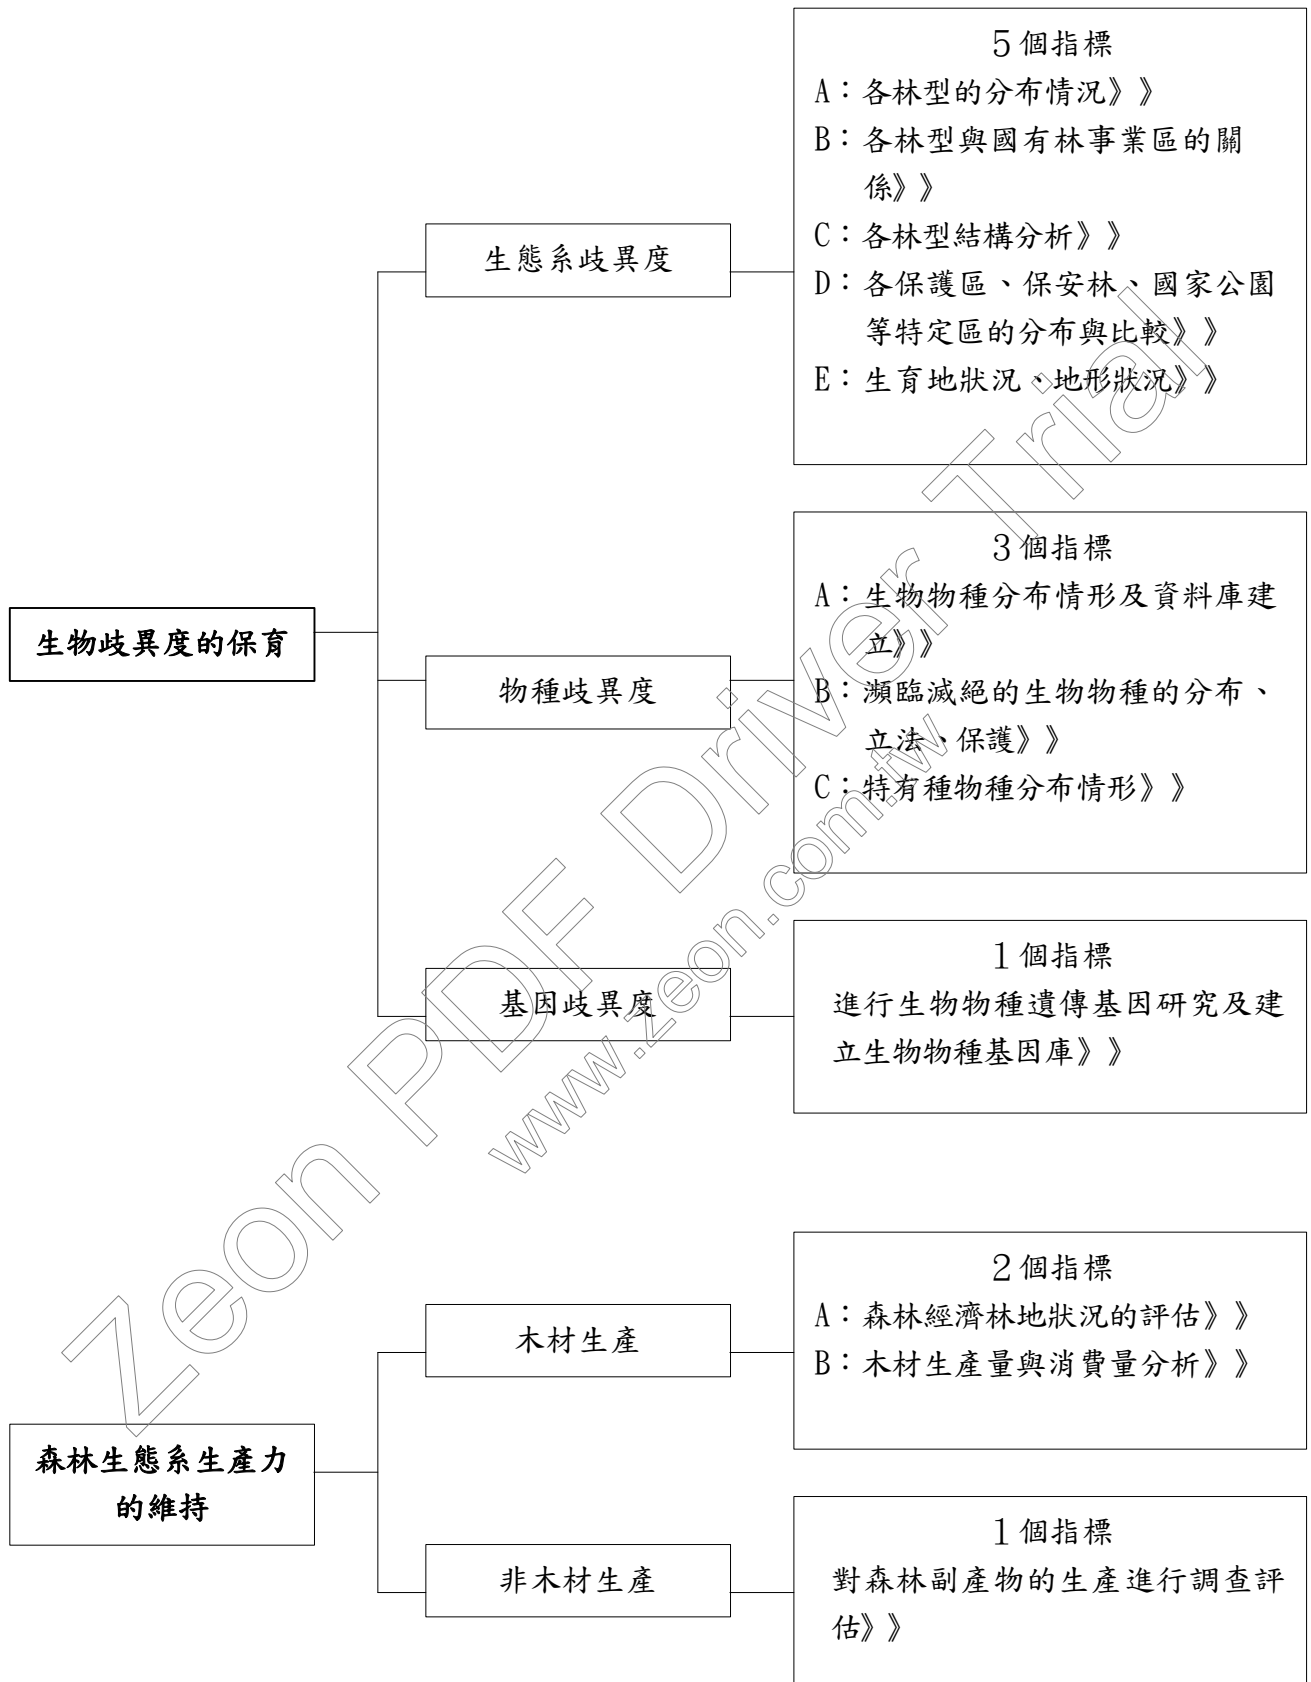 生物歧異度的保育
生態系歧異度
5個指標
A：各林型的分布情況》》
B：各林型與國有林事業區的關
係》》
C：各林型結構分析》》
D：各保護區、保安林、國家公園
等特定區的分布與比較》》
E：生育地狀況、地形狀況》》
物種歧異度
3個指標
A：生物物種分布情形及資料庫建
立》》
B：瀕臨滅絕的生物物種的分布、
立法、保護》》
C：特有種物種分布情形》》
基因歧異度
1個指標
進行生物物種遺傳基因研究及建
立生物物種基因庫》》
森林生態系生產力
的維持
木材生產
2個指標
A：森林經濟林地狀況的評估》》
B：木材生產量與消費量分析》》
非木材生產
1個指標
對森林副產物的生產進行調查評
估》》
Zeon PDF Driver Trial
www.zeon.com.tw